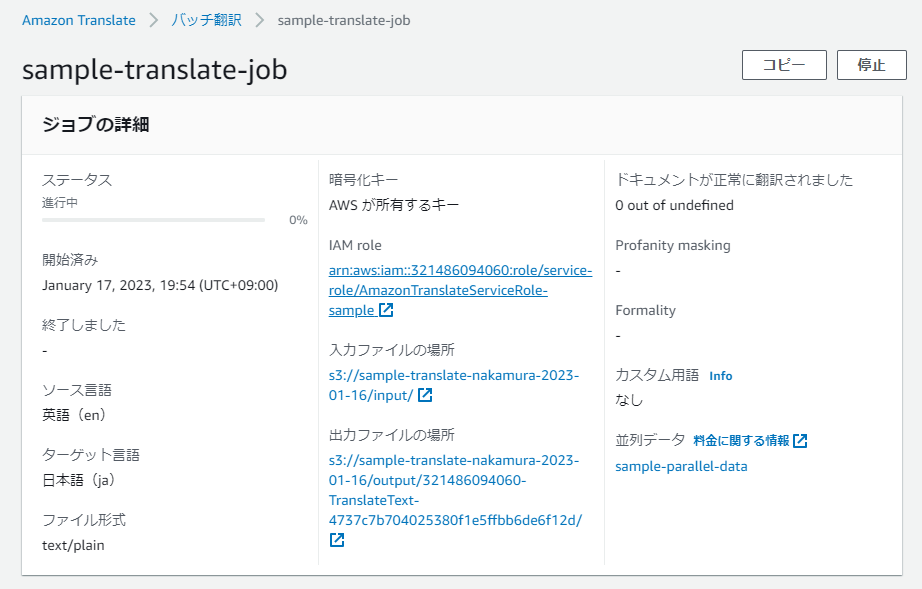 Amazon Translate > バッチ翻訳 > sample-translate-job
sample-translate-job
コピー
停止
ジョブの詳細
ステータス
進行中
0%
開始済み
January 17, 2023, 19:54 (UTC+09:00)
終了しました
-
ソース言語
英語（en）
ターゲット言語
日本語（ja）
ファイル形式
text/plain
暗号化キー
AWS が所有するキー
IAM role
arn:aws:iam::321486094060:role/service-
role/AmazonTranslateServiceRole-
sample
入力ファイルの場所
s3://sample-translate-nakamura-2023-
01-16/input/
出力ファイルの場所
s3://sample-translate-nakamura-2023-
01-16/output/321486094060-
TranslateText-
4737c7b704025380f1e5ffbb6de6f12d/
ドキュメントが正常に翻訳されました
0 out of undefined
Profanity masking
-
Formality
-
カスタム用語 Info
なし
並列データ 料金に関する情報
sample-parallel-data